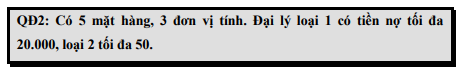 QĐ2: Có 5 mặt hàng, 3 đơn vị tính. Đại lý loại 1 có tiền nợ tối đa
20.000, loại 2 tối đa 50.